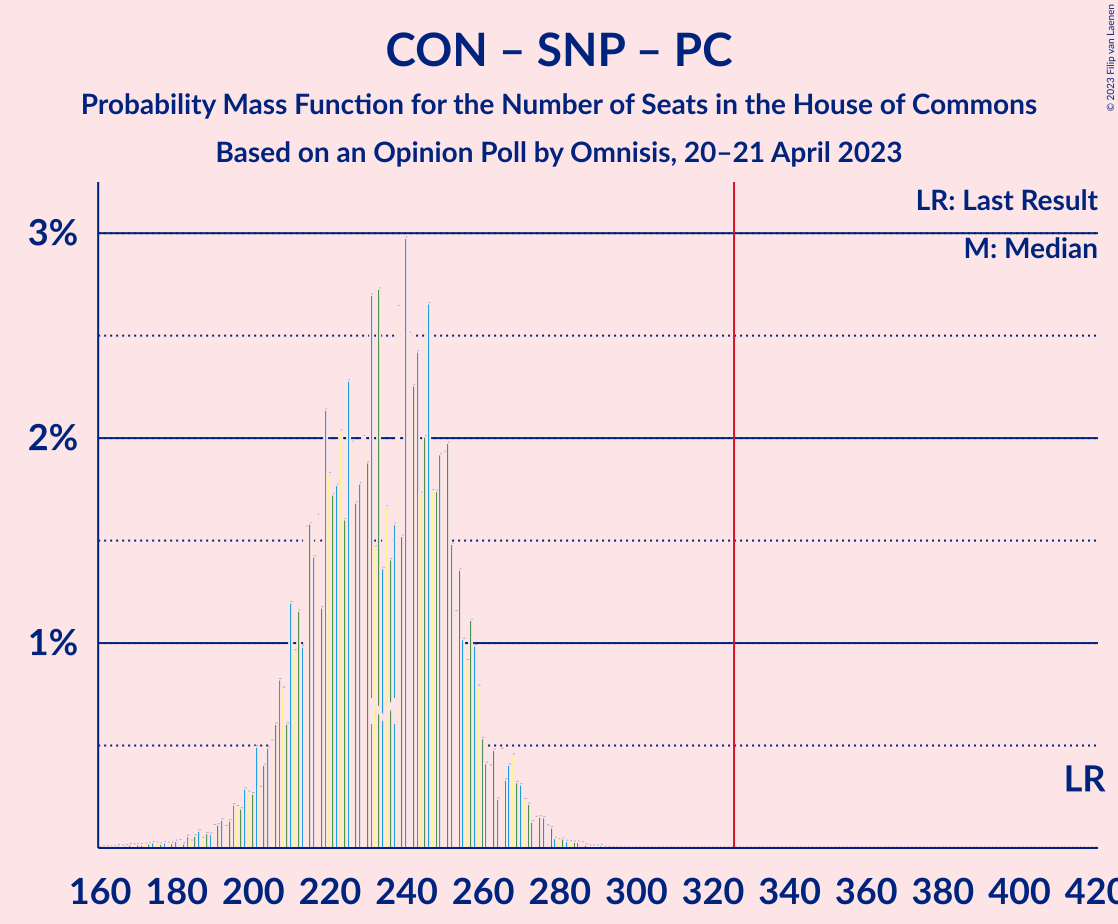 CON – SNP – PC
Probability Mass Function for the Number of Seats in the House of Commons
Based on an Opinion Poll by Omnisis, 20–21 April 2023
© 2023 Filip van Laenen
LR: Last Result
M: Median
3%
2%
1%
LR
160 180 200 220 240 260 280 300 320 340 360 380 400 420